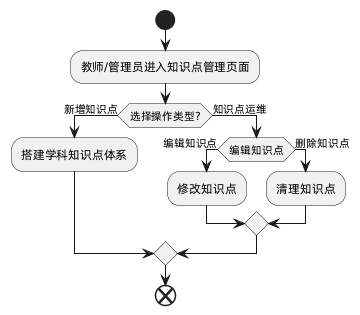 教师/管理员进入知识点管理页面
新增知识点
选择操作类型?
知识点运维
搭建学科知识点体系
编辑知识点
编辑知识点
删除知识点
修改知识点
清理知识点